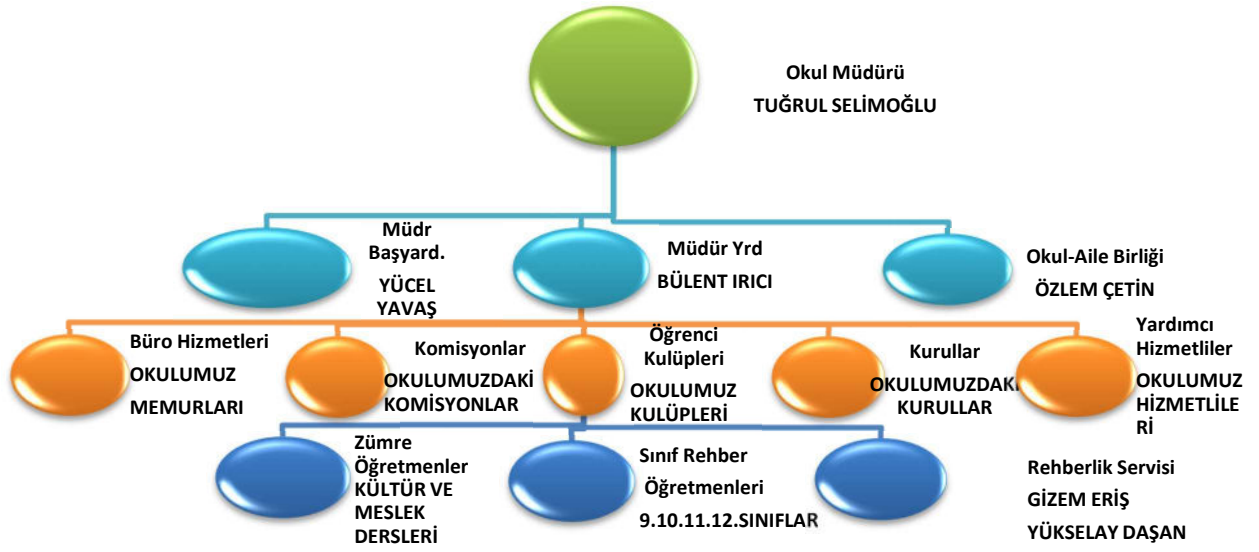 Okul Müdürü
TUĞRUL SELİMOĞLU
Müdr
Başyard.
YÜCEL
YAVAŞ
Müdür Yrd
BÜLENT IRICI
Okul-Aile Birliği
ÖZLEM ÇETİN
Büro Hizmetleri
OKULUMUZ
MEMURLARI
Komisyonlar
OKULUMUZDAKİ
KOMİSYONLAR
Öğrenci
Kulüpleri
OKULUMUZ
KULÜPLERİ
Kurullar
OKULUMUZDAKİ
KURULLAR
Yardımcı
Hizmetliler
OKULUMUZ
HİZMETLİLE
Rİ
Zümre
Öğretmenler
KÜLTÜR VE
MESLEK
DERSLERİ
Sınıf Rehber
Öğretmenleri
9.10.11.12.SINIFLAR
Rehberlik Servisi
GİZEM ERİŞ
YÜKSELAY DAŞAN